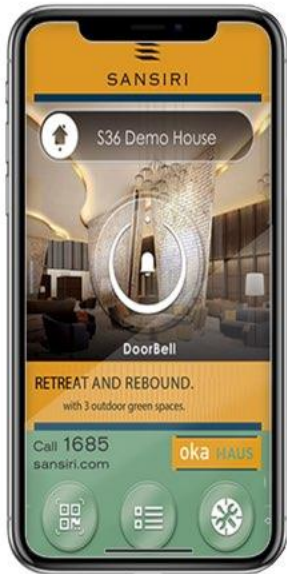 SANSIRI
S36 Demo House
DoorBell
RETREAT AND REBOUND.
with 3 outdoor green spaces.
Call 1685
sansiri.com
oka HAUS